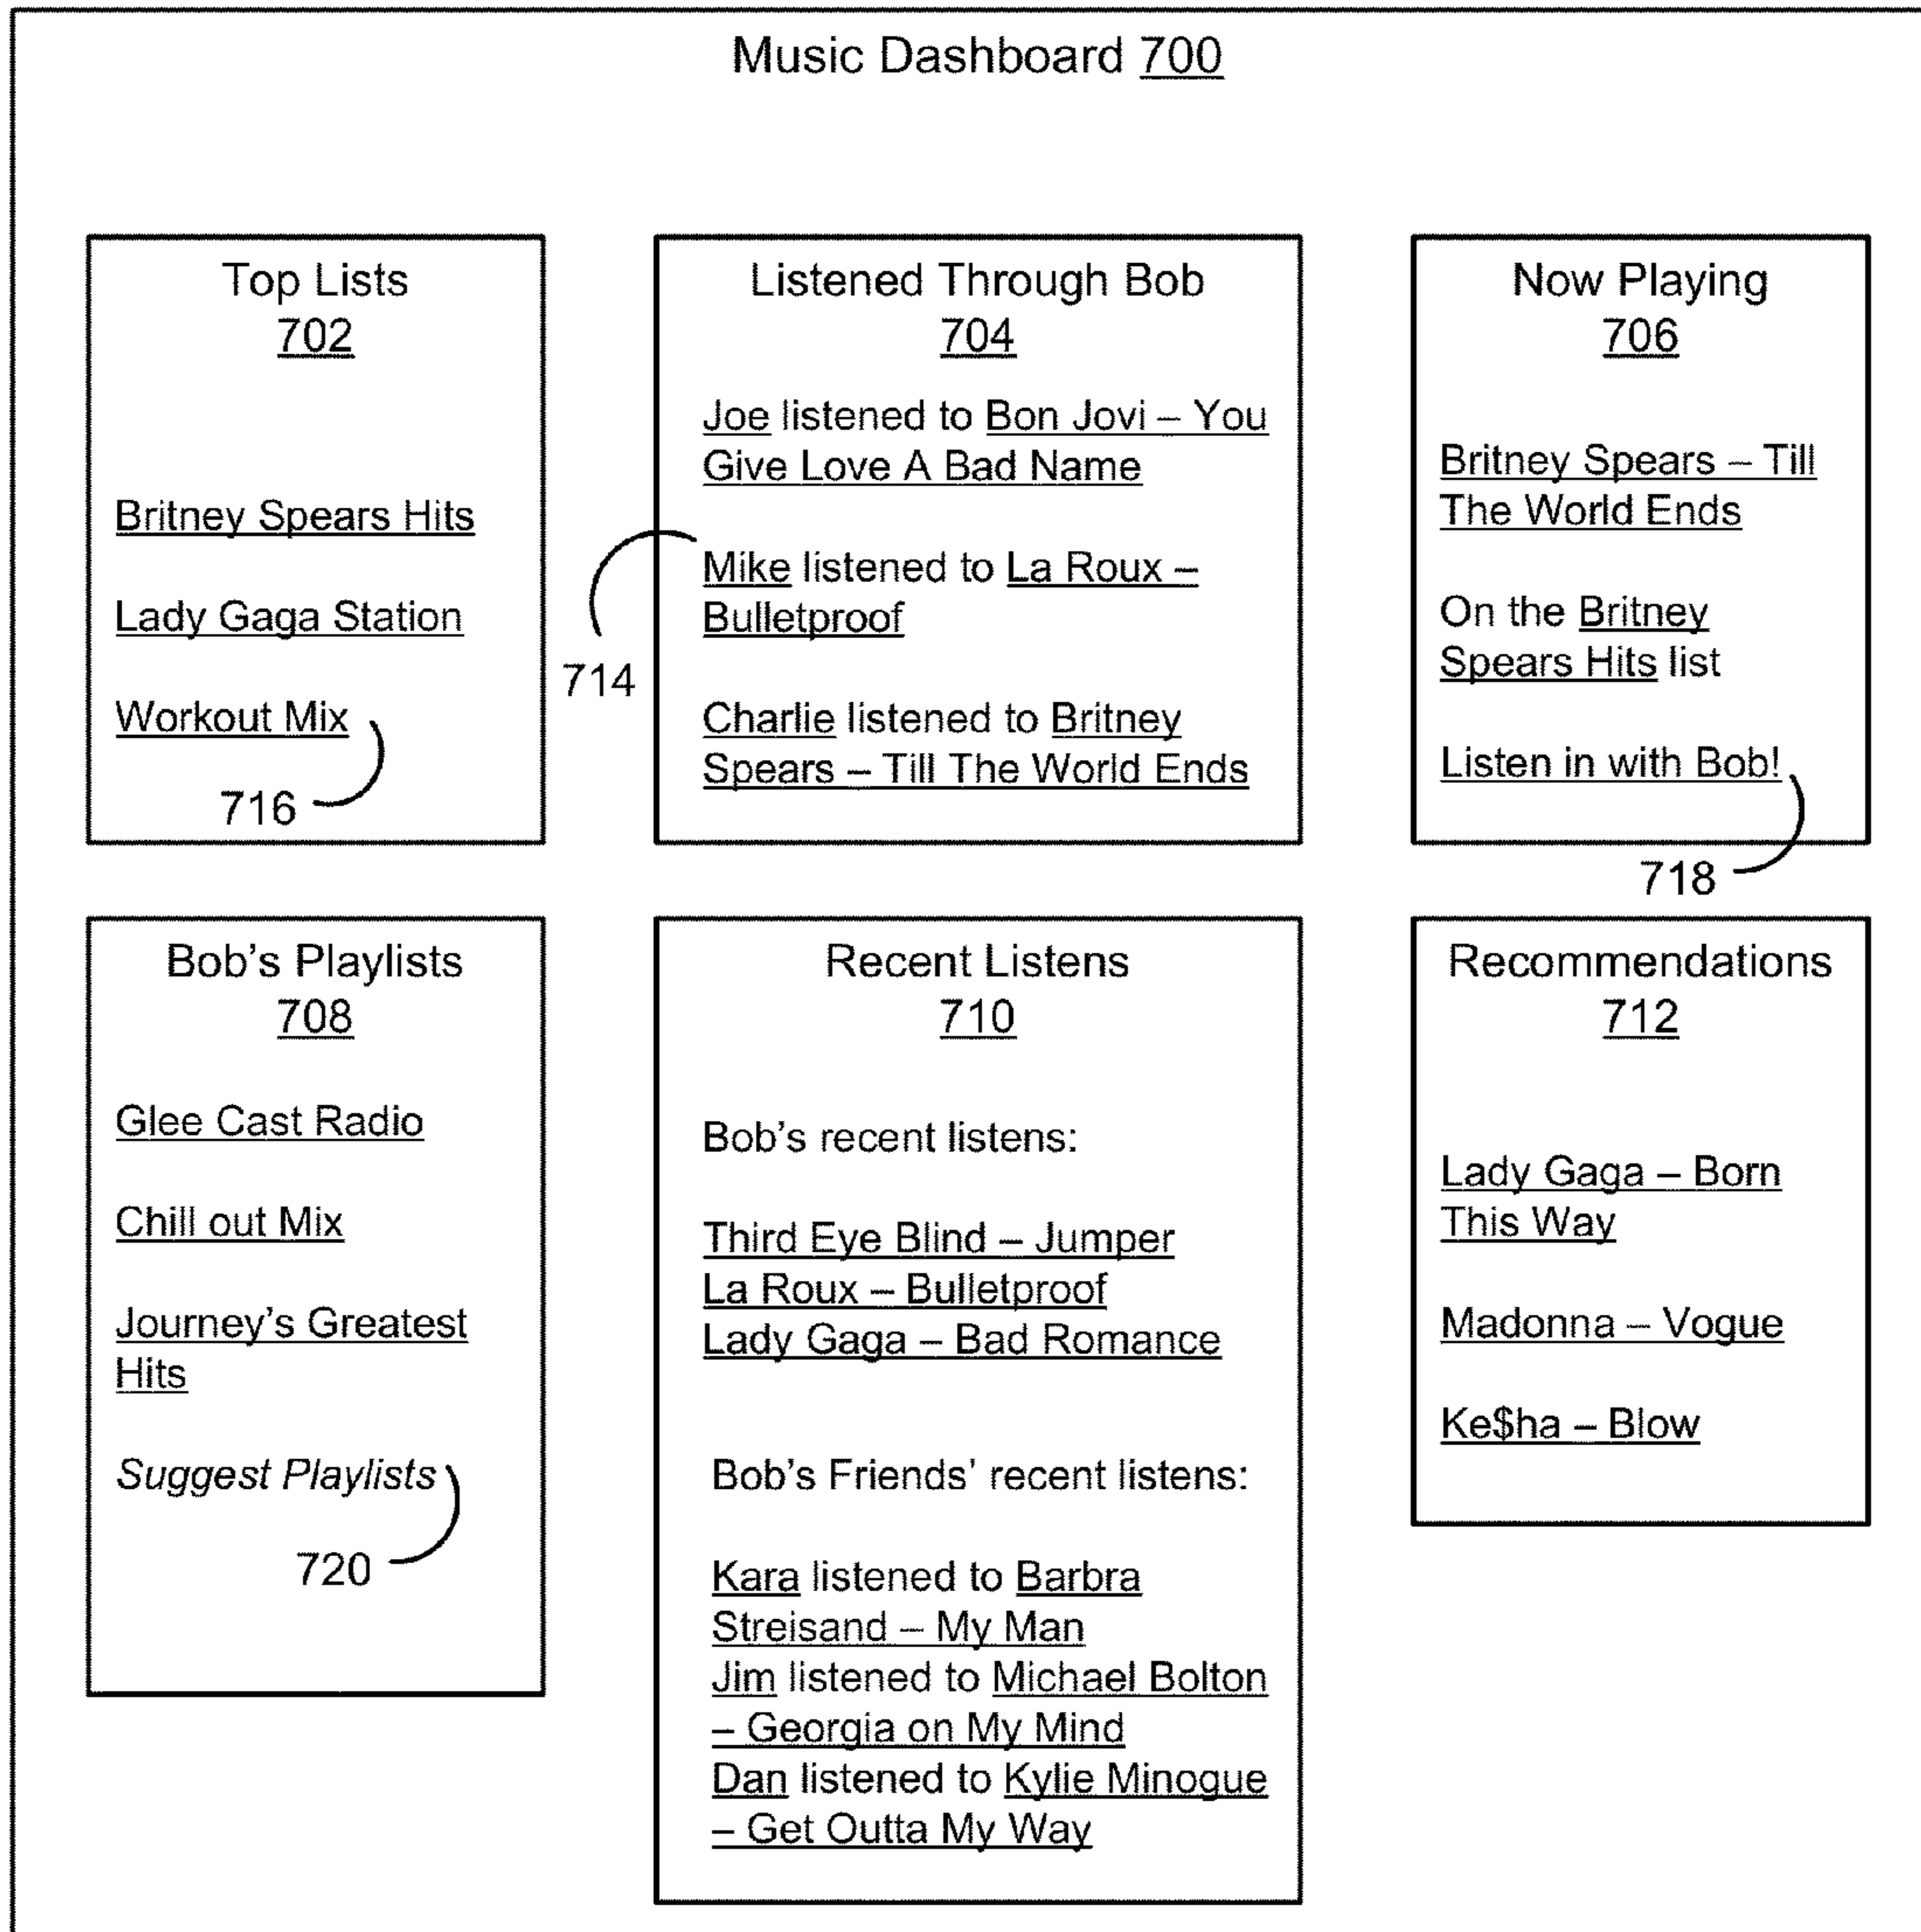 Music Dashboard 700
Top Lists
702
Britney Spears Hits
Lady Gaga Station
Workout Mix
716
Listened Through Bob
704
Joe listened to Bon Jovi – You
Give Love A Bad Name
Mike listened to La Roux –
Bulletproof
714
Charlie listened to Britney
Spears – Till The World Ends
Now Playing
706
Britney Spears – Till
The World Ends
On the Britney
Spears Hits list
Listen in with Bob!
718
Bob's Playlists
708
Glee Cast Radio
Chill out Mix
Journey's Greatest
Hits
Suggest Playlists
720
Recent Listens
710
Bob's recent listens:
Third Eye Blind – Jumper
La Roux – Bulletproof
Lady Gaga – Bad Romance
Bob's Friends' recent listens:
Kara listened to Barbra
Streisand – My Man
Jim listened to Michael Bolton
– Georgia on My Mind
Dan listened to Kylie Minogue
– Get Outta My Way
Recommendations
712
Lady Gaga – Born
This Way
Madonna – Vogue
Ke$ha – Blow